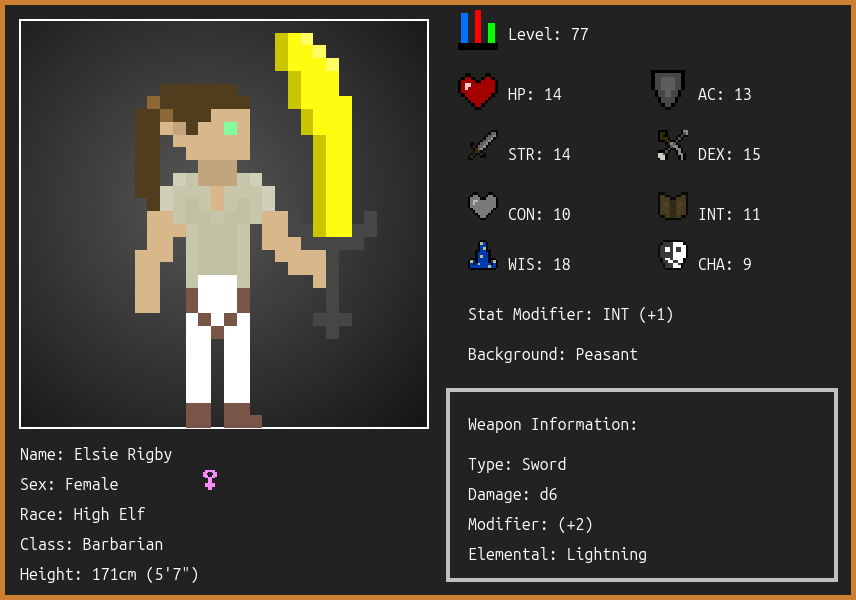 Level: 77
HP: 14
AC: 13
STR: 14
DEX: 15
CON: 10
INT: 11
WIS: 18
CHA: 9
Stat Modifier: INT (+1)
Background: Peasant
Weapon Information:
Type: Sword
Damage: d6
Modifier: (+2)
Elemental: Lightning
Name: Elsie Rigby
Sex: Female
Race: High Elf
Class: Barbarian
Height: 171cm (5'7")